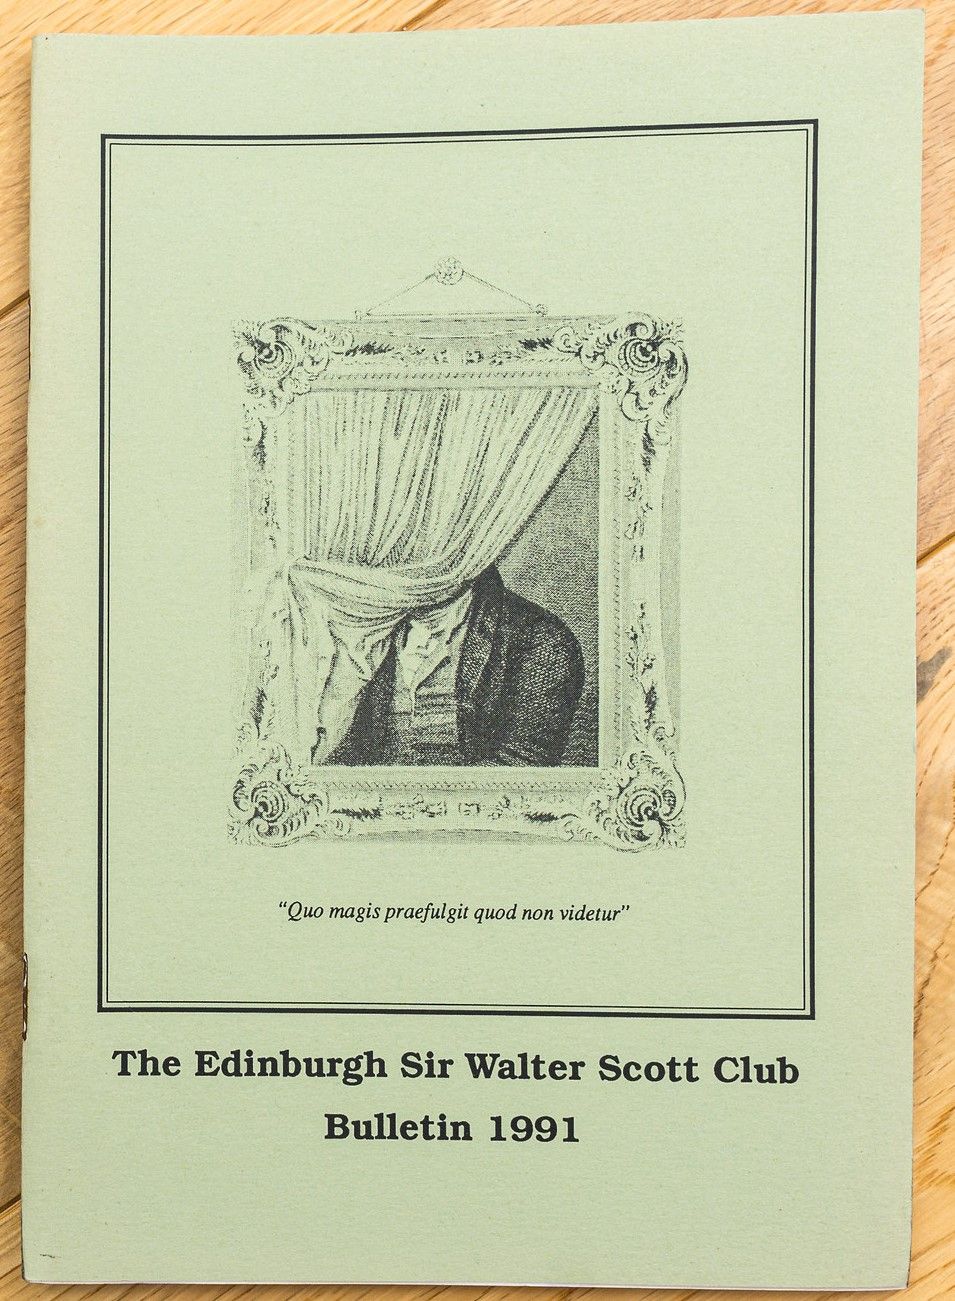 “Quo magis praefulgit quod non videtur”
The Edinburgh Sir Walter Scott Club
Bulletin 1991